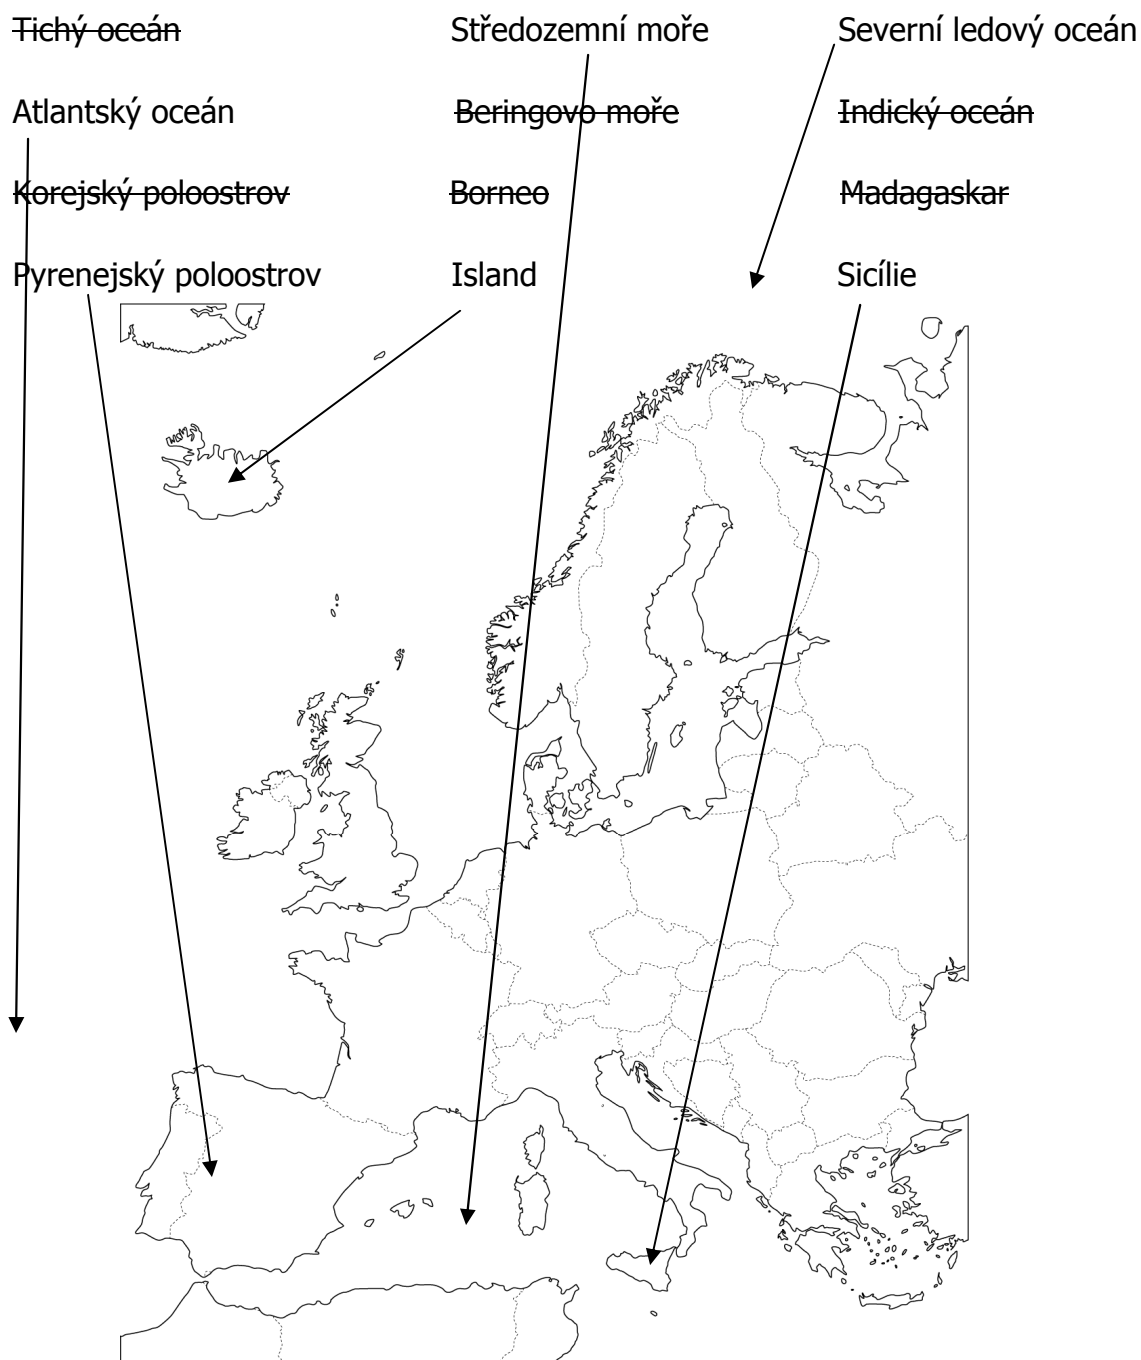 Tichý oceán Středozemní moře Severní ledový oceán
Atlantský oceán Beringovo moře Indický oceán
Korejský poloostrov Borneo Madagaskar
Pyrenejský poloostrov Island Sicílie